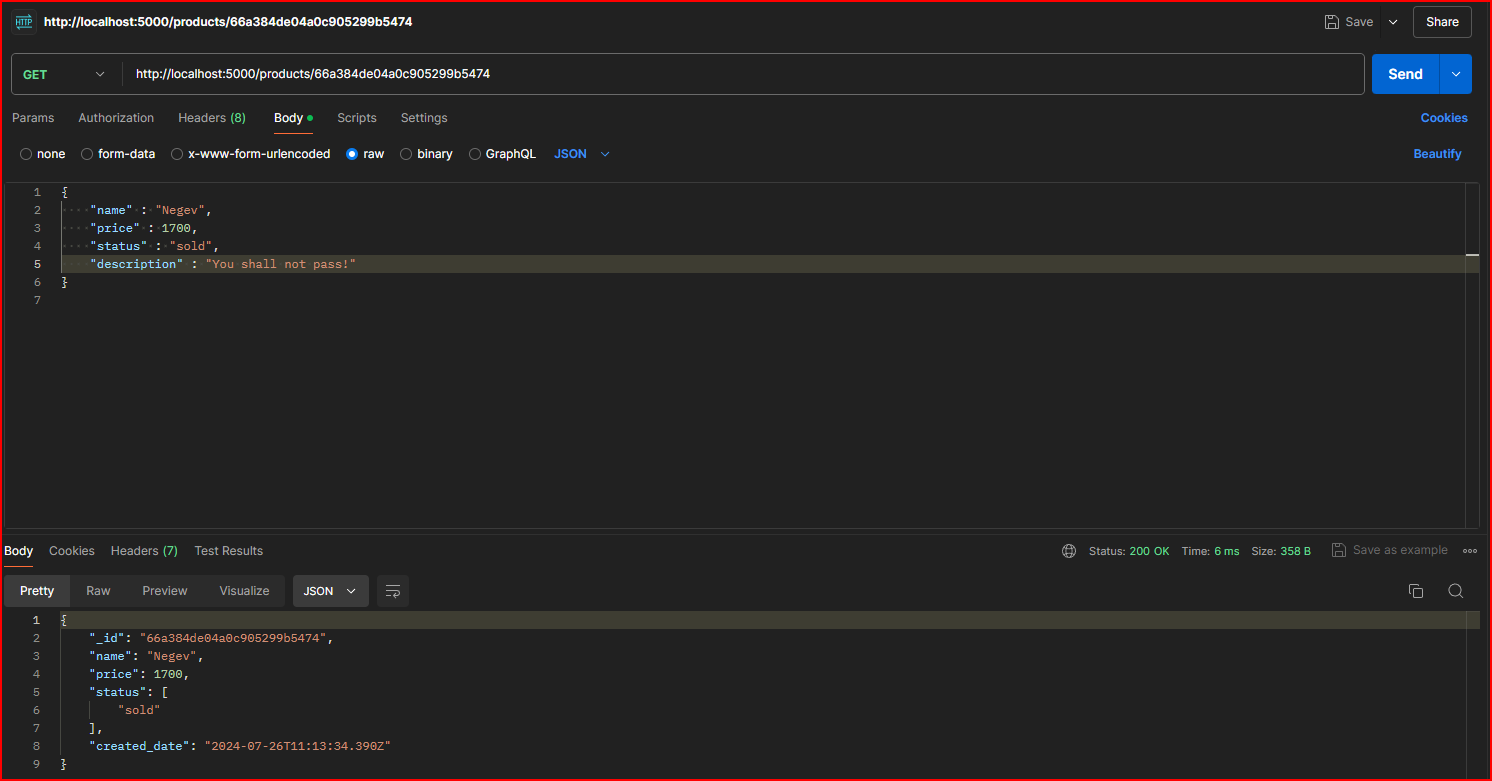 HTTP http://localhost:5000/products/66a384de04a0c905299b5474 Save Share
GET http://localhost:5000/products/66a384de04a0c905299b5474 Send
Params Authorization Headers (8) Body Scripts Settings Cookies
none form-data x-www-form-urlencoded raw binary GraphQL JSON Beautify
1 {
2 "name" : "Negev",
3 "price" : 1700,
4 "status" : "sold",
5 "description" : "You shall not pass!"
6 }
7
Body Cookies Headers (7) Test Results Status: 200 OK Time: 6 ms Size: 358 B Save as example
Pretty Raw Preview Visualize JSON
1 {
2 "_id": "66a384de04a0c905299b5474",
3 "name": "Negev",
4 "price": 1700,
5 "status": [
6 "sold"
7 ],
8 "created_date": "2024-07-26T11:13:34.390Z"
9 }